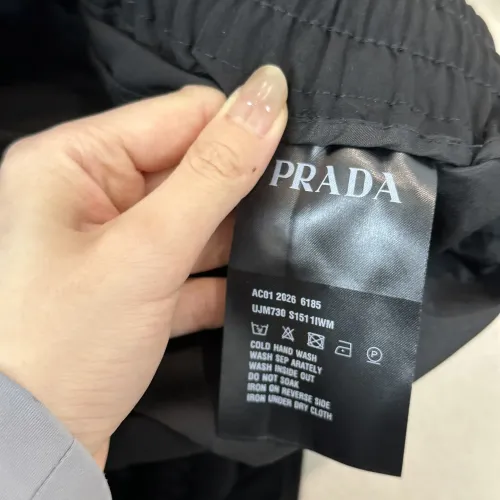 PRADA
AC01 2026 6185
UJM730 S1511IWM
COLD HAND WASH
WASH SEP ARATELY
WASH INSIDE OUT
DO NOT SOAK
IRON ON REVERSE SIDE
IRON UNDER DRY CLOTH